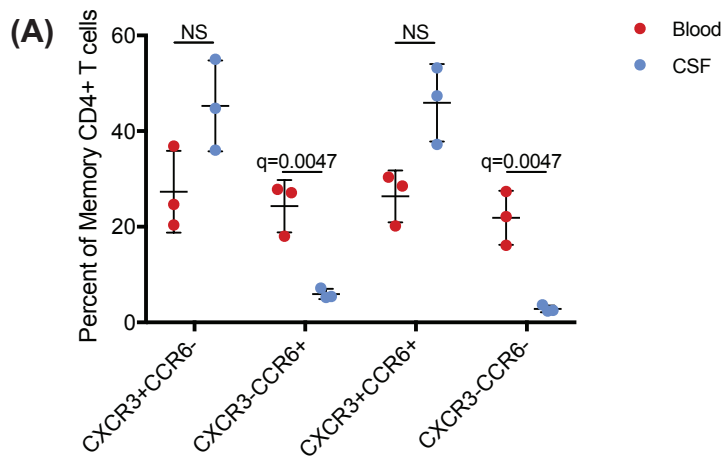 (A)
Percent of Memory CD4+ T cells
60
40
20
0
NS
q=0.0047
NS
q=0.0047
CXCR3+CCR6-
CXCR3-CCR6+
CXCR3+CCR6+
CXCR3-CCR6-
Blood
CSF